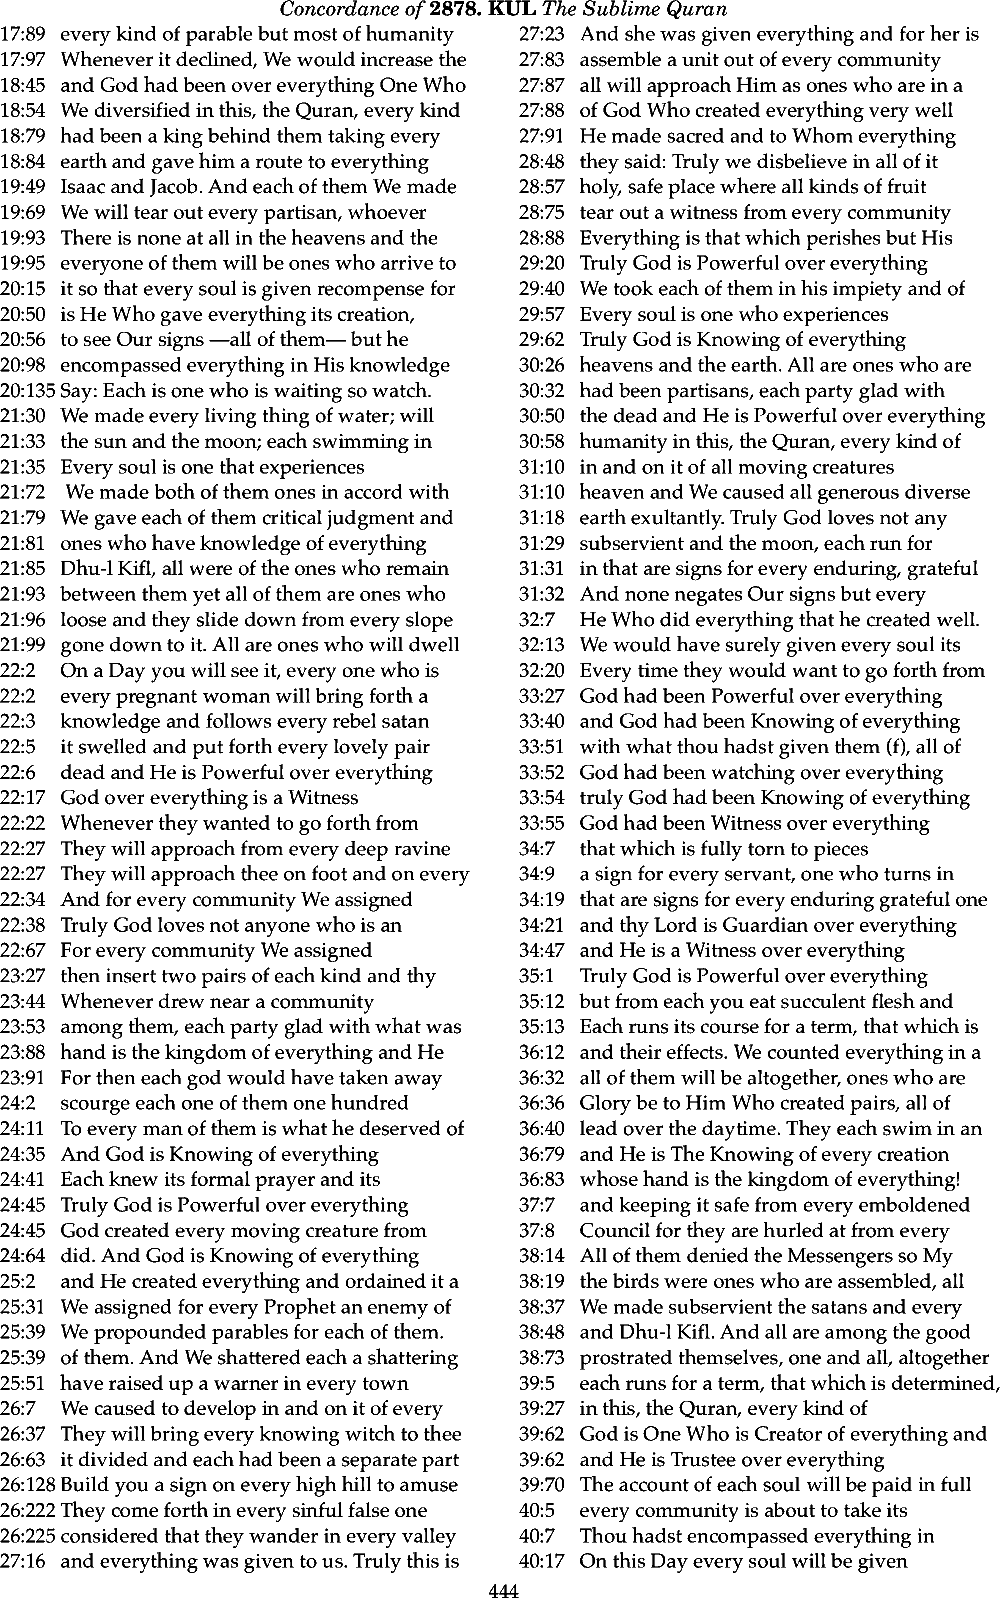 Concordance of 2878. KUL The Sublime Quran
17:89 every kind of parable but most of humanity
17:97 Whenever it declined, We would increase the
18:45 and God had been over everything One Who
18:54 We diversified in this, the Quran, every kind
18:79 had been a king behind them taking every
18:84 earth and gave him a route to everything
19:49 Isaac and Jacob. And each of them We made
19:69 We will tear out every partisan, whoever
19:93 There is none at all in the heavens and the
19:95 everyone of them will be ones who arrive to
20:15 it so that every soul is given recompense for
20:50 is He Who gave everything its creation,
20:56 to see Our signs —all of them— but he
20:98 encompassed everything in His knowledge
20:135 Say: Each is one who is waiting so watch.
21:30 We made every living thing of water; will
21:33 the sun and the moon; each swimming in
21:35 Every soul is one that experiences
21:72 We made both of them ones in accord with
21:79 We gave each of them critical judgment and
21:81 ones who have knowledge of everything
21:85 Dhu-l Kifl, all were of the ones who remain
21:93 between them yet all of them are ones who
21:96 loose and they slide down from every slope
21:99 gone down to it. All are ones who will dwell
22:2 On a Day you will see it, every one who is
22:2 every pregnant woman will bring forth a
22:3 knowledge and follows every rebel satan
22:5 it swelled and put forth every lovely pair
22:6 dead and He is Powerful over everything
22:17 God over everything is a Witness
22:22 Whenever they wanted to go forth from
22:27 They will approach from every deep ravine
22:27 They will approach thee on foot and on every
22:34 And for every community We assigned
22:38 Truly God loves not anyone who is an
22:67 For every community We assigned
23:27 then insert two pairs of each kind and thy
23:44 Whenever drew near a community
23:53 among them, each party glad with what was
23:88 hand is the kingdom of everything and He
23:91 For then each god would have taken away
24:2 scourge each one of them one hundred
24:11 To every man of them is what he deserved of
24:35 And God is Knowing of everything
24:41 Each knew its formal prayer and its
24:45 Truly God is Powerful over everything
24:45 God created every moving creature from
24:64 did. And God is Knowing of everything
25:2 and He created everything and ordained it a
25:31 We assigned for every Prophet an enemy of
25:39 We propounded parables for each of them.
25:39 of them. And We shattered each a shattering
25:51 have raised up a warner in every town
26:7 We caused to develop in and on it of every
26:37 They will bring every knowing witch to thee
26:63 it divided and each had been a separate part
26:128 Build you a sign on every high hill to amuse
26:222 They come forth in every sinful false one
26:225 considered that they wander in every valley
27:16 and everything was given to us. Truly this is
27:23 And she was given everything and for her is
27:83 assemble a unit out of every community
27:87 all will approach Him as ones who are in a
27:88 of God Who created everything very well
27:91 He made sacred and to Whom everything
28:48 they said: Truly we disbelieve in all of it
28:57 holy, safe place where all kinds of fruit
28:75 tear out a witness from every community
28:88 Everything is that which perishes but His
29:20 Truly God is Powerful over everything
29:40 We took each of them in his impiety and of
29:57 Every soul is one who experiences
29:62 Truly God is Knowing of everything
30:26 heavens and the earth. All are ones who are
30:32 had been partisans, each party glad with
30:50 the dead and He is Powerful over everything
30:58 humanity in this, the Quran, every kind of
31:10 in and on it of all moving creatures
31:10 heaven and We caused all generous diverse
31:18 earth exultantly. Truly God loves not any
31:29 subservient and the moon, each run for
31:31 in that are signs for every enduring, grateful
31:32 And none negates Our signs but every
32:7 He Who did everything that he created well.
32:13 We would have surely given every soul its
32:20 Every time they would want to go forth from
33:27 God had been Powerful over everything
33:40 and God had been Knowing of everything
33:51 with what thou hadst given them (f), all of
33:52 God had been watching over everything
33:54 truly God had been Knowing of everything
33:55 God had been Witness over everything
34:7 that which is fully torn to pieces
34:9 a sign for every servant, one who turns in
34:19 that are signs for every enduring grateful one
34:21 and thy Lord is Guardian over everything
34:47 and He is a Witness over everything
35:1 Truly God is Powerful over everything
35:12 but from each you eat succulent flesh and
35:13 Each runs its course for a term, that which is
36:12 and their effects. We counted everything in a
36:32 all of them will be altogether, ones who are
36:36 Glory be to Him Who created pairs, all of
36:40 lead over the daytime. They each swim in an
36:79 and He is The Knowing of every creation
36:83 whose hand is the kingdom of everything!
37:7 and keeping it safe from every emboldened
37:8 Council for they are hurled at from every
38:14 All of them denied the Messengers so My
38:19 the birds were ones who are assembled, all
38:37 We made subservient the satans and every
38:48 and Dhu-l Kifl. And all are among the good
38:73 prostrated themselves, one and all, altogether
39:5 each runs for a term, that which is determined,
39:27 in this, the Quran, every kind of
39:62 God is One Who is Creator of everything and
39:62 and He is Trustee over everything
39:70 The account of each soul will be paid in full
40:5 every community is about to take its
40:7 Thou hadst encompassed everything in
40:17 On this Day every soul will be given
444